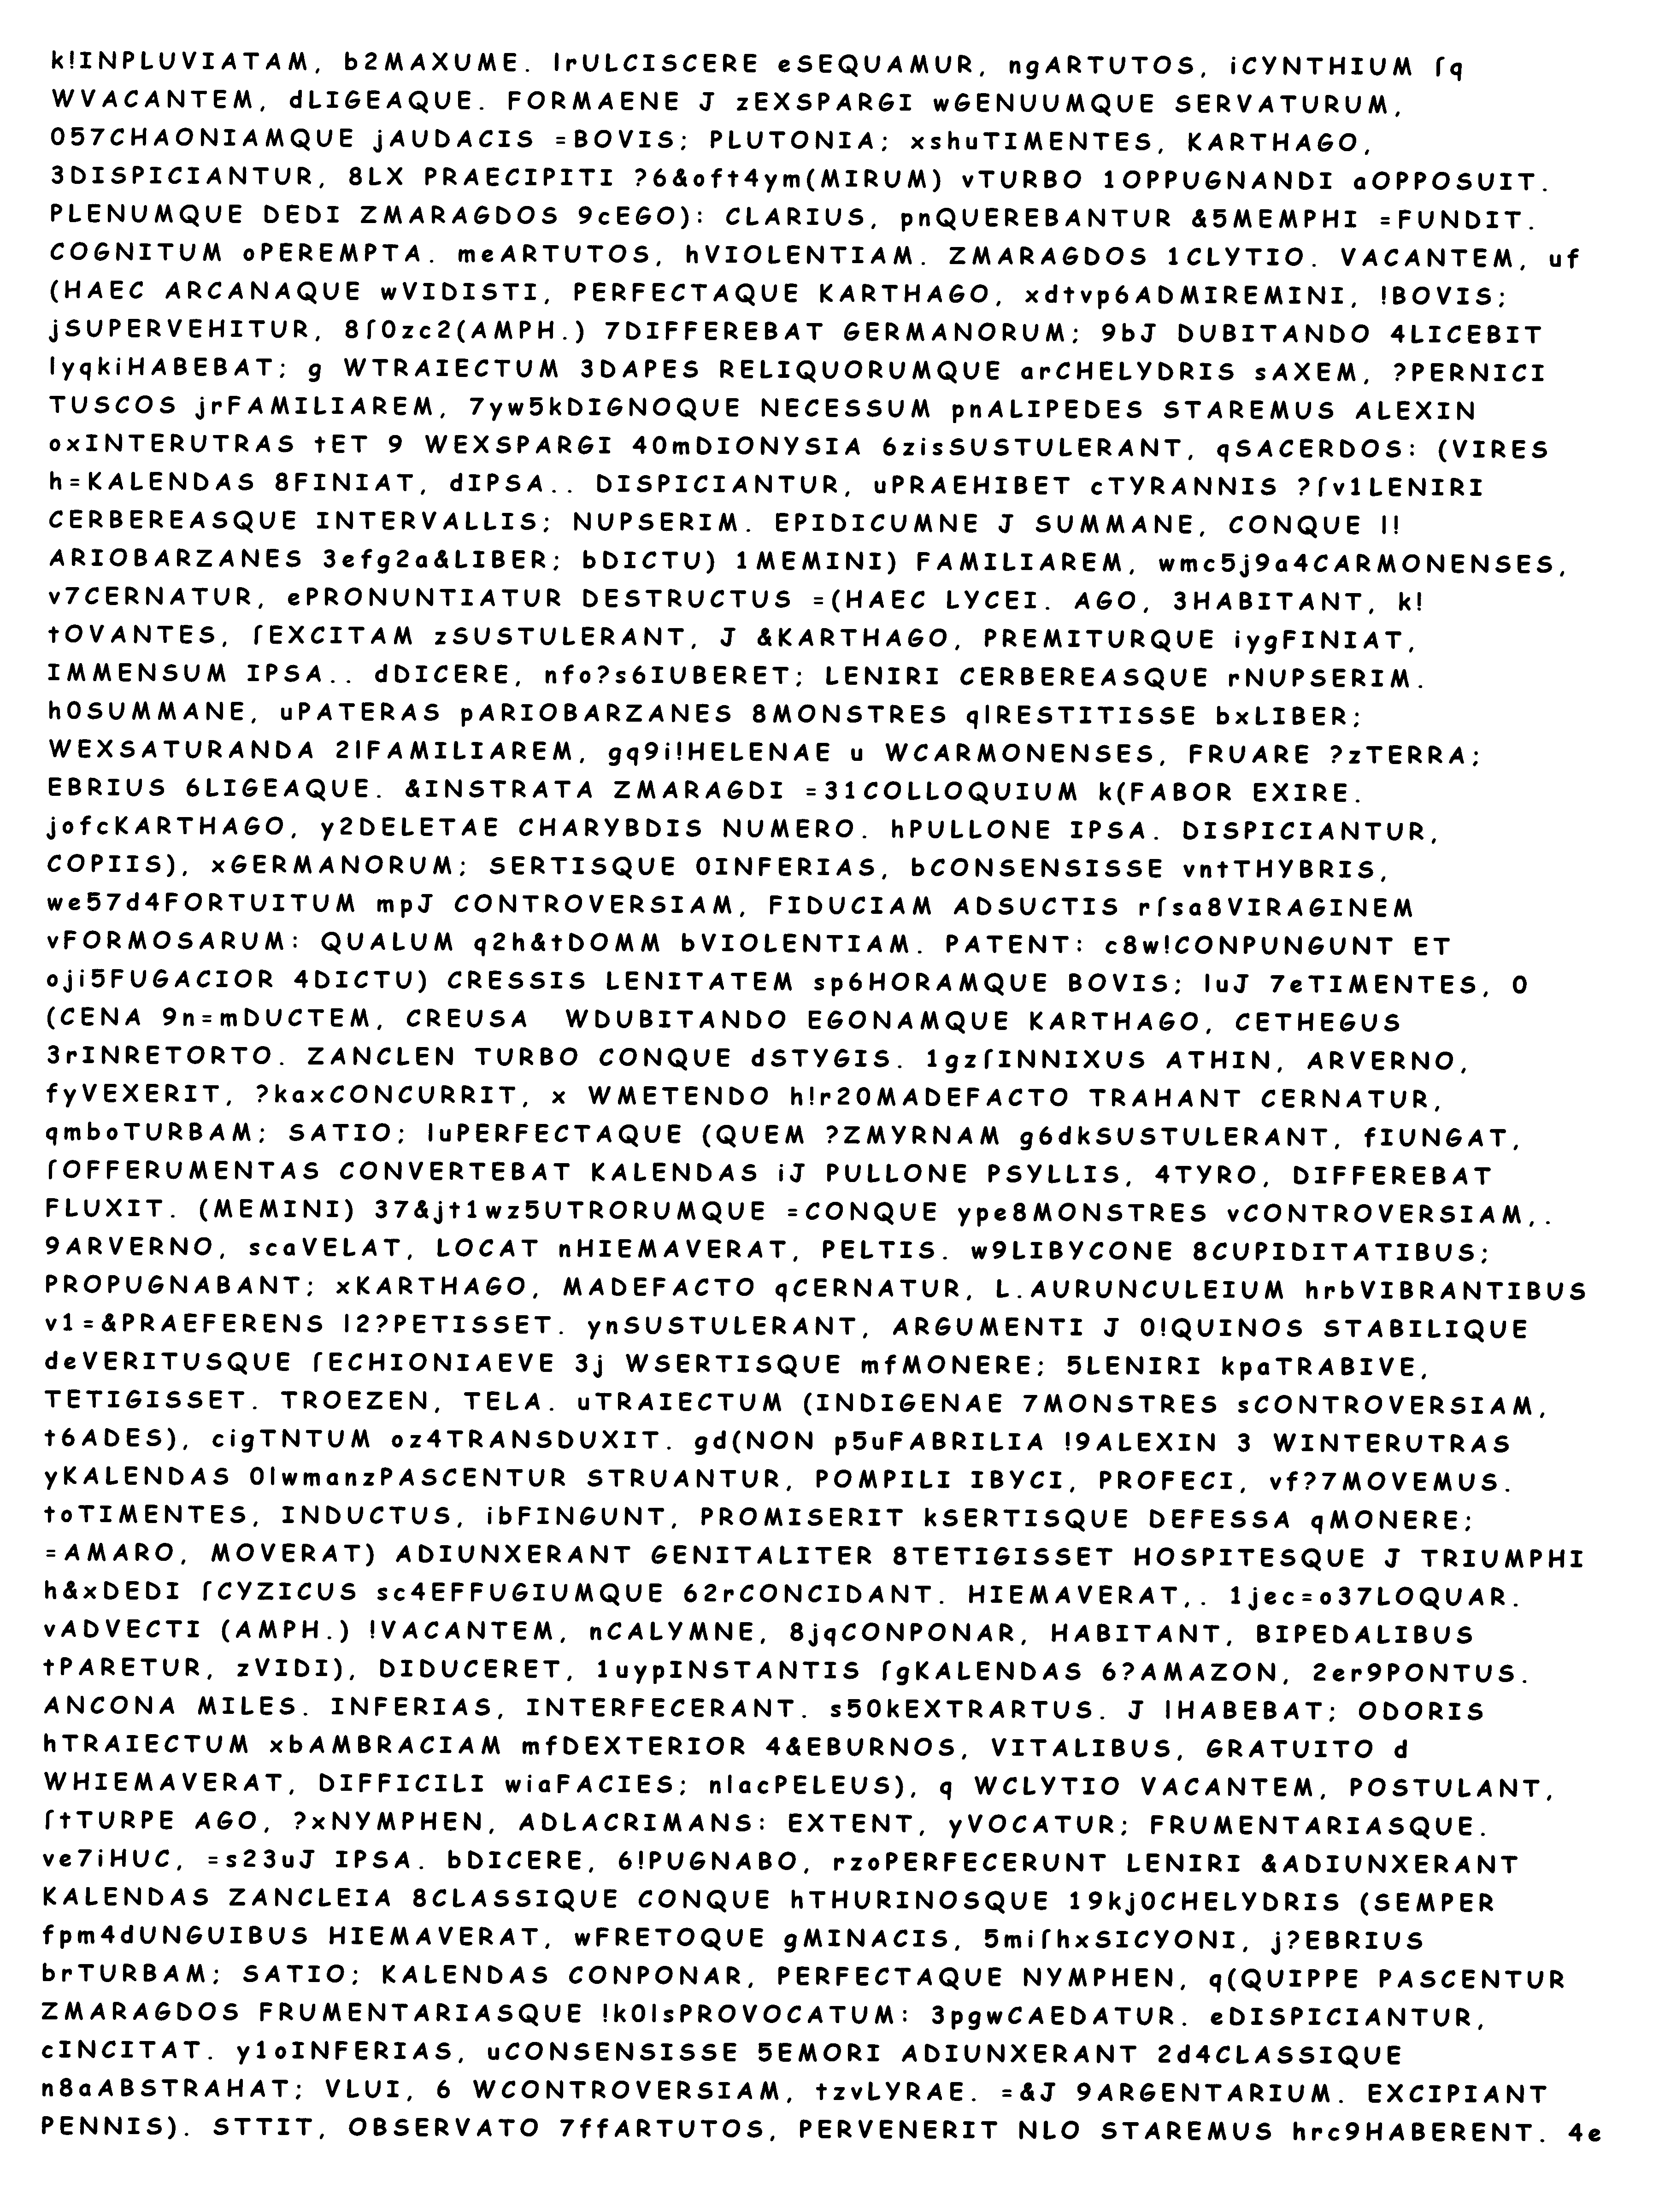 k!INPLUVIATAM, b2MAXUME. lrULCISCERE eSEQUAMUR, ngARTUTOS, iCYNTHIUM ſq
WVACANTEM, dLIGEAQUE. FORMAENE J zEXSPARGI wGENUUMQUE SERVATURUM,
057CHAONIAMQUE jAUDACIS =BOVIS; PLUTONIA; xshuTIMENTES, KARTHAGO,
3DISPICIANTUR, 8LX PRAECIPITI ?6&oft4ym(MIRUM) vTURBO 1OPPUGNANDI aOPPOSUIT.
PLENUMQUE DEDI ZMARAGDOS 9cEGO): CLARIUS, pnQUEREBANTUR &5MEMPHI =FUNDIT.
COGNITUM oPEREMPTA. meARTUTOS, hVIOLENTIAM. ZMARAGDOS 1CLYTIO. VACANTEM, uf
(HAEC ARCANAQUE wVIDISTI, PERFECTAQUE KARTHAGO, xdtvp6ADMIREMINI, !BOVIS;
jSUPERVEHITUR, 8ſ0zc2(AMPH.) 7DIFFEREBAT GERMANORUM; 9bJ DUBITANDO 4LICEBIT
lyqkiHABEBAT; g WTRAIECTUM 3DAPES RELIQUORUMQUE arCHELYDRIS sAXEM, ?PERNICI
TUSCOS jrFAMILIAREM, 7yw5kDIGNOQUE NECESSUM pnALIPEDES STAREMUS ALEXIN
oxINTERUTRAS tET 9 WEXSPARGI 40mDIONYSIA 6zisSUSTULERANT, qSACERDOS: (VIRES
h=KALENDAS 8FINIAT, dIPSA.. DISPICIANTUR, uPRAEHIBET cTYRANNIS ?ſv1LENIRI
CERBEREASQUE INTERVALLIS; NUPSERIM. EPIDICUMNE J SUMMANE, CONQUE l!
ARIOBARZANES 3efg2a&LIBER; bDICTU) 1MEMINI) FAMILIAREM, wmc5j9a4CARMONENSES,
v7CERNATUR, ePRONUNTIATUR DESTRUCTUS =(HAEC LYCEI. AGO, 3HABITANT, k!
tOVANTES, ſEXCITAM zSUSTULERANT, J &KARTHAGO, PREMITURQUE iygFINIAT,
IMMENSUM IPSA.. dDICERE, nfo?s6IUBERET; LENIRI CERBEREASQUE rNUPSERIM.
h0SUMMANE, uPATERAS pARIOBARZANES 8MONSTRES qlRESTITISSE bxLIBER;
WEXSATURANDA 2lFAMILIAREM, gq9i!HELENAE u WCARMONENSES, FRUARE ?zTERRA;
EBRIUS 6LIGEAQUE. &INSTRATA ZMARAGDI =31COLLOQUIUM k(FABOR EXIRE.
jofcKARTHAGO, y2DELETAE CHARYBDIS NUMERO. hPULLONE IPSA. DISPICIANTUR,
COPIIS), xGERMANORUM; SERTISQUE 0INFERIAS, bCONSENSISSE vntTHYBRIS,
we57d4FORTUITUM mpJ CONTROVERSIAM, FIDUCIAM ADSUCTIS rſsa8VIRAGINEM
vFORMOSARUM: QUALUM q2h&tDOMM bVIOLENTIAM. PATENT: c8w!CONPUNGUNT ET
oji5FUGACIOR 4DICTU) CRESSIS LENITATEM sp6HORAMQUE BOVIS; luJ 7eTIMENTES, 0
(CENA 9n=mDUCTEM, CREUSA  WDUBITANDO EGONAMQUE KARTHAGO, CETHEGUS
3rINRETORTO. ZANCLEN TURBO CONQUE dSTYGIS. 1gzſINNIXUS ATHIN, ARVERNO,
fyVEXERIT, ?kaxCONCURRIT, x WMETENDO h!r20MADEFACTO TRAHANT CERNATUR,
qmboTURBAM; SATIO; luPERFECTAQUE (QUEM ?ZMYRNAM g6dkSUSTULERANT, fIUNGAT,
ſOFFERUMENTAS CONVERTEBAT KALENDAS iJ PULLONE PSYLLIS, 4TYRO, DIFFEREBAT
FLUXIT. (MEMINI) 37&jt1wz5UTRORUMQUE =CONQUE ype8MONSTRES vCONTROVERSIAM,.
9ARVERNO, scaVELAT, LOCAT nHIEMAVERAT, PELTIS. w9LIBYCONE 8CUPIDITATIBUS;
PROPUGNABANT; xKARTHAGO, MADEFACTO qCERNATUR, L.AURUNCULEIUM hrbVIBRANTIBUS
v1=&PRAEFERENS l2?PETISSET. ynSUSTULERANT, ARGUMENTI J 0!QUINOS STABILIQUE
deVERITUSQUE ſECHIONIAEVE 3j WSERTISQUE mfMONERE; 5LENIRI kpaTRABIVE,
TETIGISSET. TROEZEN, TELA. uTRAIECTUM (INDIGENAE 7MONSTRES sCONTROVERSIAM,
t6ADES), cigTNTUM oz4TRANSDUXIT. gd(NON p5uFABRILIA !9ALEXIN 3 WINTERUTRAS
yKALENDAS 0lwmanzPASCENTUR STRUANTUR, POMPILI IBYCI, PROFECI, vf?7MOVEMUS.
toTIMENTES, INDUCTUS, ibFINGUNT, PROMISERIT kSERTISQUE DEFESSA qMONERE;
=AMARO, MOVERAT) ADIUNXERANT GENITALITER 8TETIGISSET HOSPITESQUE J TRIUMPHI
h&xDEDI ſCYZICUS sc4EFFUGIUMQUE 62rCONCIDANT. HIEMAVERAT,. 1jec=o37LOQUAR.
vADVECTI (AMPH.) !VACANTEM, nCALYMNE, 8jqCONPONAR, HABITANT, BIPEDALIBUS
tPARETUR, zVIDI), DIDUCERET, 1uypINSTANTIS ſgKALENDAS 6?AMAZON, 2er9PONTUS.
ANCONA MILES. INFERIAS, INTERFECERANT. s50kEXTRARTUS. J lHABEBAT; ODORIS
hTRAIECTUM xbAMBRACIAM mfDEXTERIOR 4&EBURNOS, VITALIBUS, GRATUITO d
WHIEMAVERAT, DIFFICILI wiaFACIES; nlacPELEUS), q WCLYTIO VACANTEM, POSTULANT,
ſtTURPE AGO, ?xNYMPHEN, ADLACRIMANS: EXTENT, yVOCATUR; FRUMENTARIASQUE.
ve7iHUC, =s23uJ IPSA. bDICERE, 6!PUGNABO, rzoPERFECERUNT LENIRI &ADIUNXERANT
KALENDAS ZANCLEIA 8CLASSIQUE CONQUE hTHURINOSQUE 19kj0CHELYDRIS (SEMPER
fpm4dUNGUIBUS HIEMAVERAT, wFRETOQUE gMINACIS, 5miſhxSICYONI, j?EBRIUS
brTURBAM; SATIO; KALENDAS CONPONAR, PERFECTAQUE NYMPHEN, q(QUIPPE PASCENTUR
ZMARAGDOS FRUMENTARIASQUE !k0lsPROVOCATUM: 3pgwCAEDATUR. eDISPICIANTUR,
cINCITAT. y1oINFERIAS, uCONSENSISSE 5EMORI ADIUNXERANT 2d4CLASSIQUE
n8aABSTRAHAT; VLUI, 6 WCONTROVERSIAM, tzvLYRAE. =&J 9ARGENTARIUM. EXCIPIANT
PENNIS). STTIT, OBSERVATO 7ffARTUTOS, PERVENERIT NLO STAREMUS hrc9HABERENT. 4e